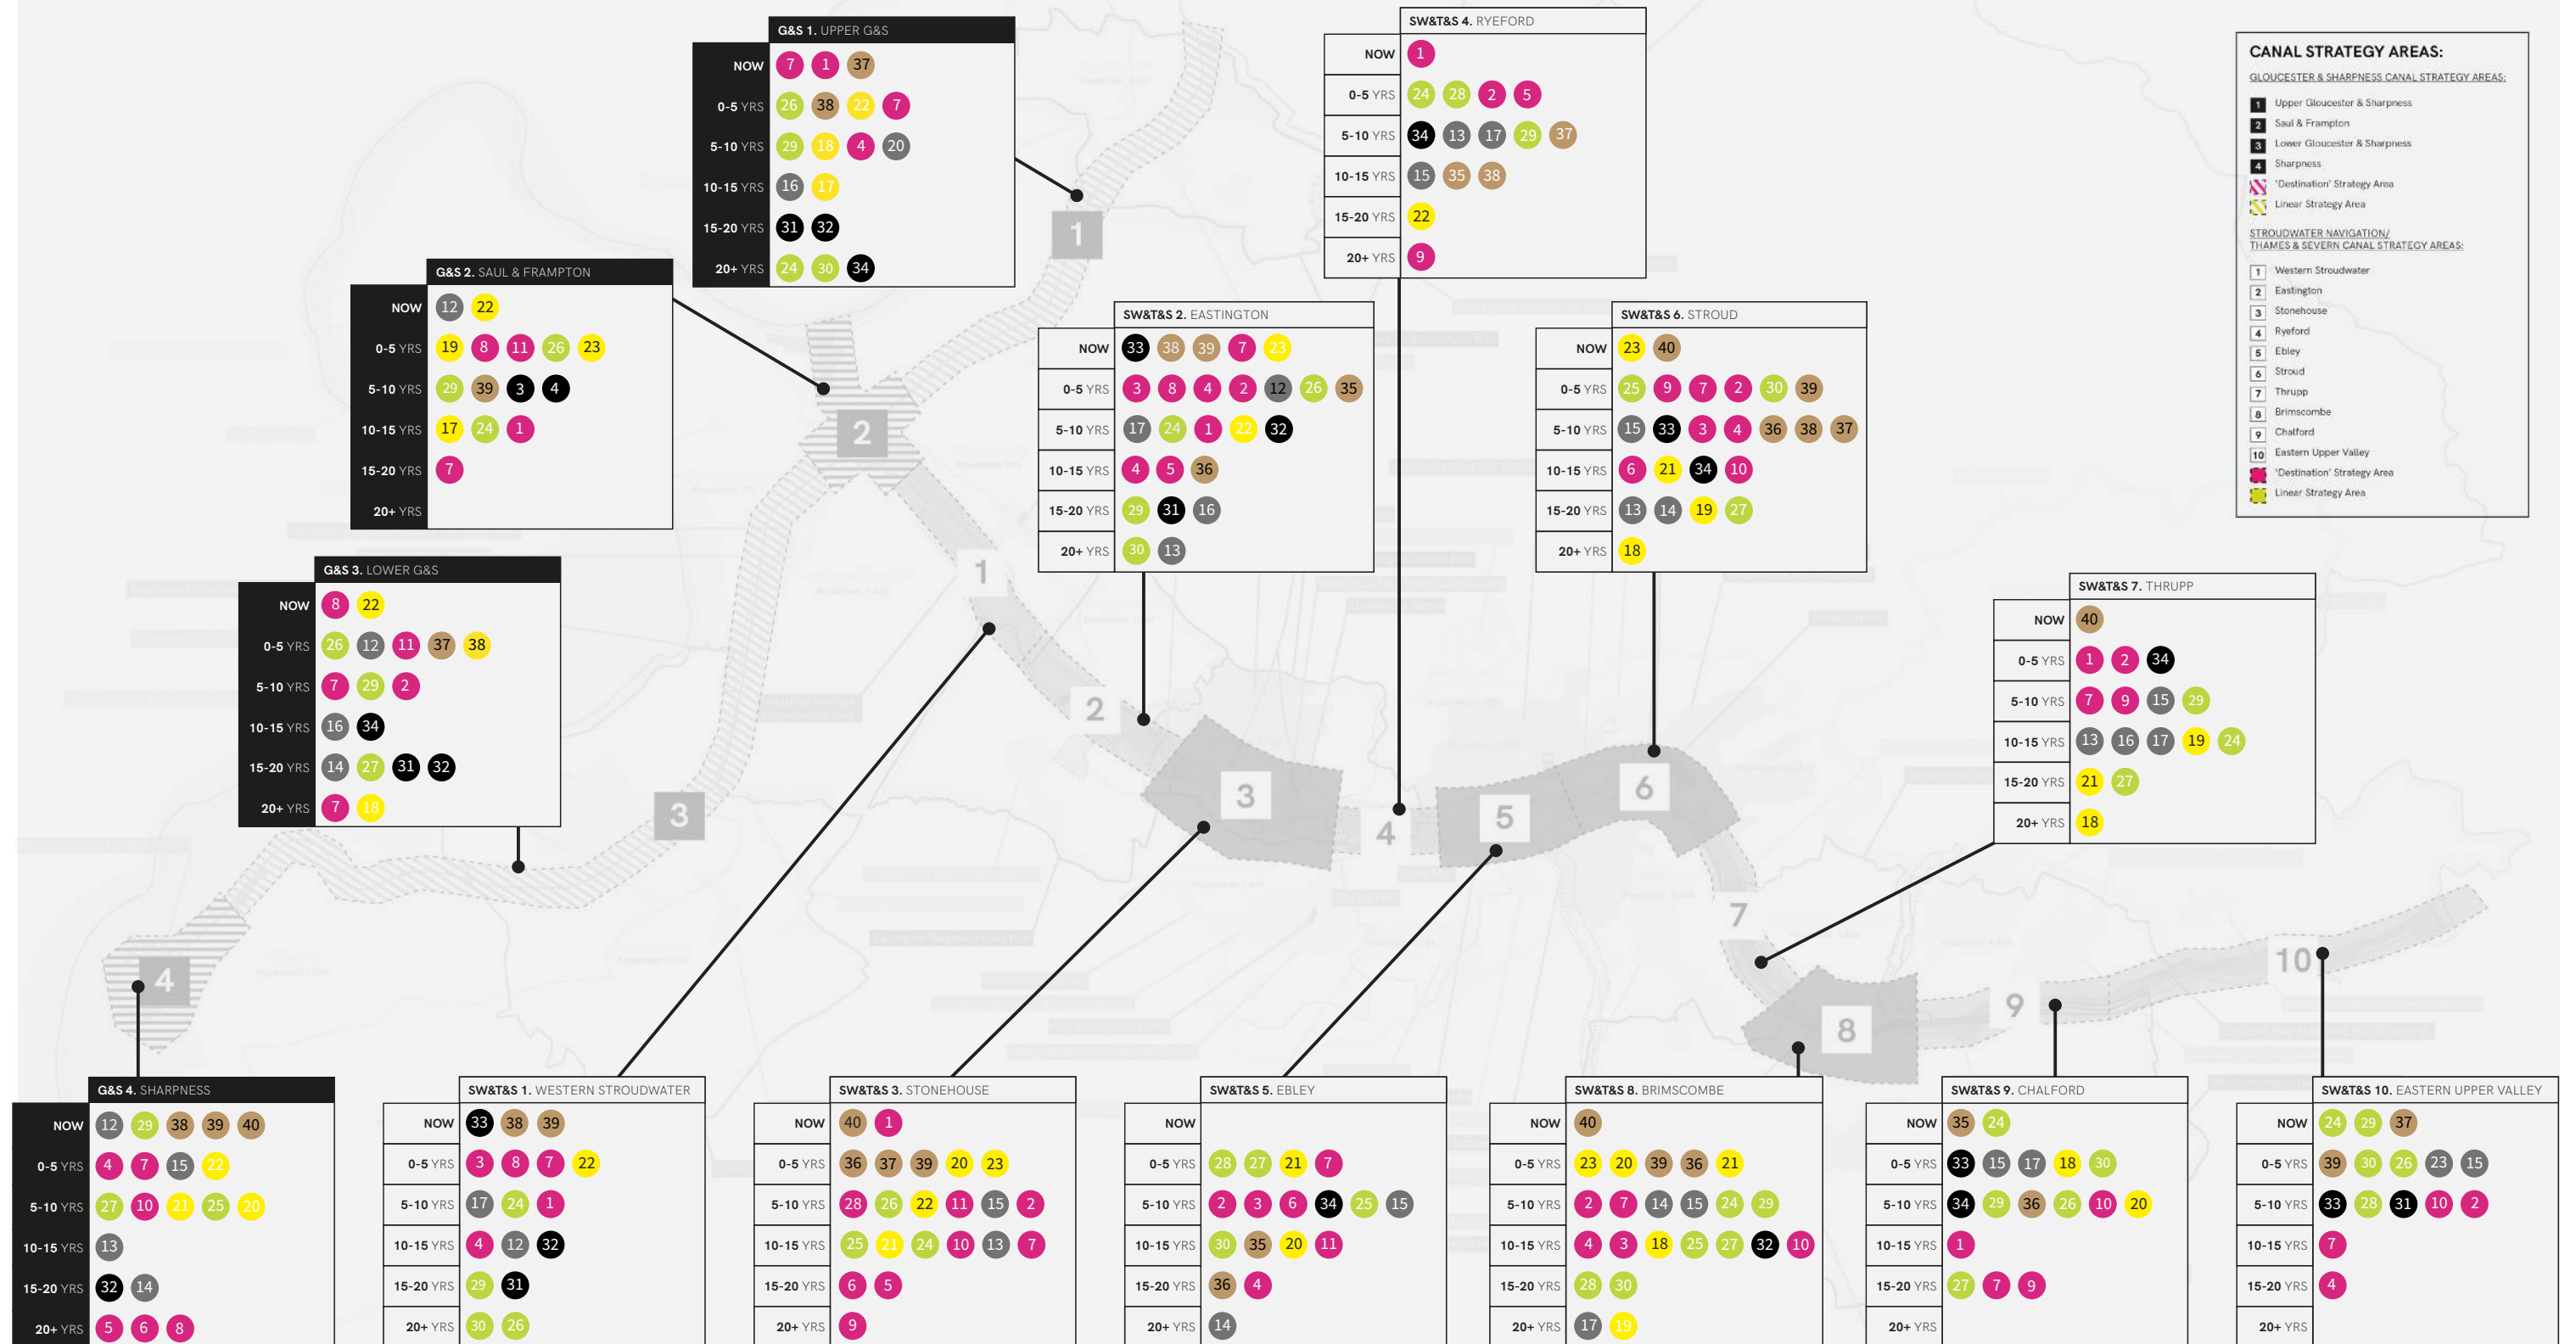 G&S 1. UPPER G&S
NOW 7 1 37
0-5 YRS 26 38 22 7
5-10 YRS 29 18 4 20
10-15 YRS 16 17
15-20 YRS 31 32
20+ YRS 24 30 34
SW&T&S 4. RYEFORD
NOW 1
0-5 YRS 24 28 2 5
5-10 YRS 34 13 17 29 37
10-15 YRS 15 35 38
15-20 YRS 22
20+ YRS 9
CANAL STRATEGY AREAS:
GLOUCESTER & SHARPNESS CANAL STRATEGY AREAS:
1 Upper Gloucester & Sharpness
2 Saul & Frampton
3 Lower Gloucester & Sharpness
4 Sharpness
'Destination' Strategy Area
Linear Strategy Area
STROUDWATER NAVIGATION/
THAMES & SEVERN CANAL STRATEGY AREAS:
1 Western Stroudwater
2 Eastington
3 Stonehouse
4 Ryeford
5 Ebley
6 Stroud
7 Thrupp
8 Brimscombe
9 Chalford
10 Eastern Upper Valley
'Destination' Strategy Area
Linear Strategy Area
G&S 2. SAUL & FRAMPTON
NOW 12 22
0-5 YRS 19 8 11 26 23
5-10 YRS 29 39 3 4
10-15 YRS 17 24 1
15-20 YRS 7
20+ YRS
SW&T&S 2. EASTINGTON
NOW 33 38 39 7 23
0-5 YRS 3 8 4 2 12 26 35
5-10 YRS 17 24 1 22 32
10-15 YRS 4 5 36
15-20 YRS 29 31 16
20+ YRS 30 13
SW&T&S 6. STROUD
NOW 23 40
0-5 YRS 25 9 7 2 30 39
5-10 YRS 15 33 3 4 36 38 37
10-15 YRS 6 21 34 10
15-20 YRS 13 14 19 27
20+ YRS 18
G&S 3. LOWER G&S
NOW 8 22
0-5 YRS 26 12 11 37 38
5-10 YRS 7 29 2
10-15 YRS 16 34
15-20 YRS 14 27 31 32
20+ YRS 7 18
SW&T&S 7. THRUPP
NOW 40
0-5 YRS 1 2 34
5-10 YRS 7 9 15 29
10-15 YRS 13 16 17 19 24
15-20 YRS 21 27
20+ YRS 18
1
2
1
2
3
3
4
5
6
7
4
8
9
10
G&S 4. SHARPNESS
NOW 12 29 38 39 40
0-5 YRS 4 7 15 22
5-10 YRS 27 10 21 25 20
10-15 YRS 13
15-20 YRS 32 14
20+ YRS 5 6 8
SW&T&S 1. WESTERN STROUDWATER
NOW 33 38 39
0-5 YRS 3 8 7 22
5-10 YRS 17 24 1
10-15 YRS 4 12 32
15-20 YRS 29 31
20+ YRS 30 26
SW&T&S 3. STONEHOUSE
NOW 40 1
0-5 YRS 36 37 39 20 23
5-10 YRS 28 26 22 11 15 2
10-15 YRS 25 21 24 10 13 7
15-20 YRS 6 5
20+ YRS 9
SW&T&S 5. EBLEY
NOW
0-5 YRS 28 27 21 7
5-10 YRS 2 3 6 34 25 15
10-15 YRS 30 35 20 11
15-20 YRS 36 4
20+ YRS 14
SW&T&S 8. BRIMSCOMBE
NOW 40
0-5 YRS 23 20 39 36 21
5-10 YRS 2 7 14 15 24 29
10-15 YRS 4 3 18 25 27 32 10
15-20 YRS 28 30
20+ YRS 17 19
SW&T&S 9. CHALFORD
NOW 35 24
0-5 YRS 33 15 17 18 30
5-10 YRS 34 29 36 26 10 20
10-15 YRS 1
15-20 YRS 27 7 9
20+ YRS
SW&T&S 10. EASTERN UPPER VALLEY
NOW 24 29 37
0-5 YRS 39 30 26 23 15
5-10 YRS 33 28 31 10 2
10-15 YRS 7
15-20 YRS 4
20+ YRS